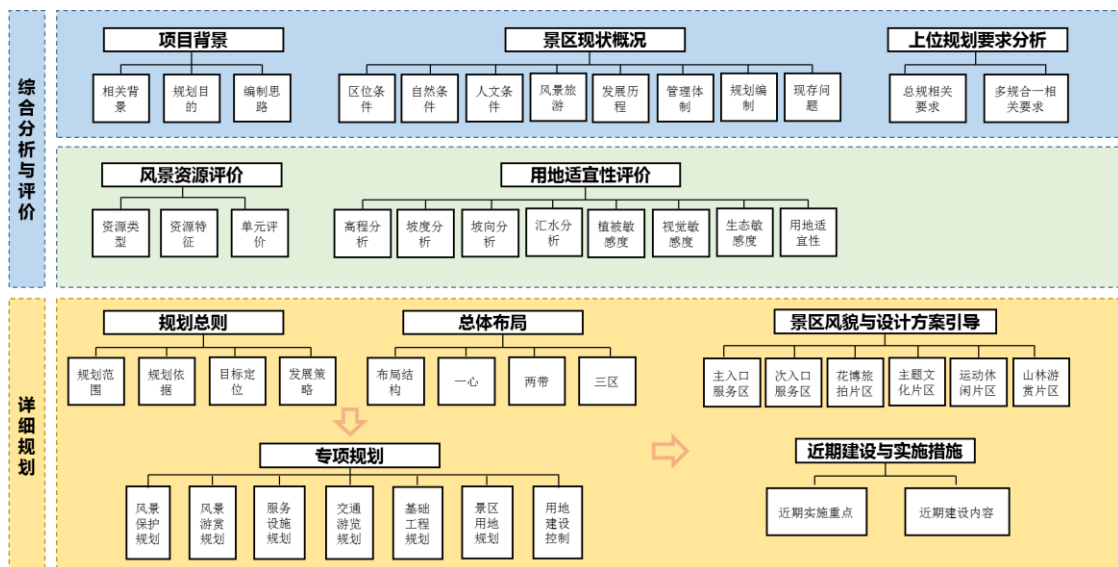 综合分析与评价
项目背景
相关背
景
规划目
的
编制思
路
景区现状概况
区位条
件
自然条
件
人文条
件
风景旅
游
发展历
程
管理体
制
规划编
制
现存问
题
上位规划要求分析
总规相关
要求
多规合一相
关要求
风景资源评价
资源类
型
资源特
征
单元评
价
用地适宜性评价
高程分
析
坡度分
析
坡向分
析
汇水分
析
植被敏
感度
视觉敏
感度
生态敏
感度
用地适
宜性
详细规划
规划总则
规划范
围
规划依
据
目标定
位
发展策
略
总体布局
布局结
构
一心
两带
三区
专项规划
风景
保护
规划
风景
游赏
规划
服务
设施
规划
交通
游览
规划
基础
工程
规划
景区
用地
规划
用地
建设
控制
景区风貌与设计方案引导
主入口
服务区
次入口
服务区
花博旅
拍片区
主题文
化片区
运动休
闲片区
山林游
赏片区
近期建设与实施措施
近期实施重点
近期建设内容